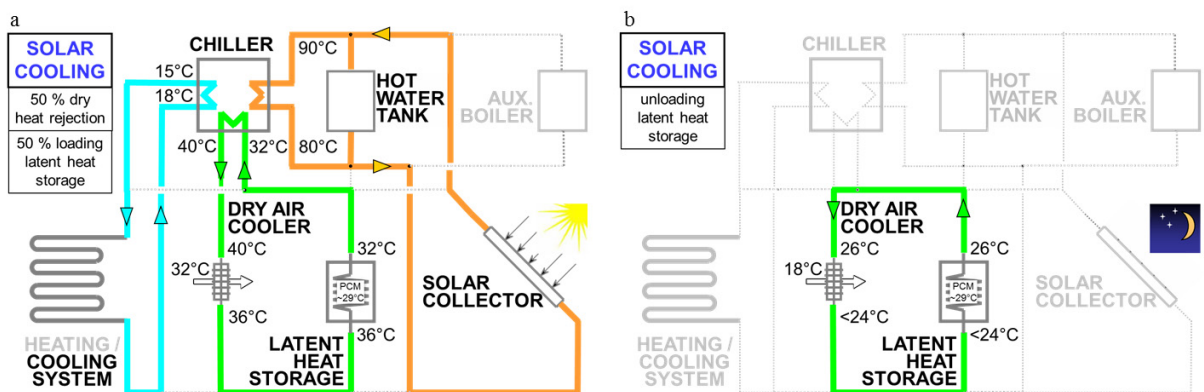 a
SOLAR
COOLING
50 % dry
heat rejection
50 % loading
latent heat
storage
CHILLER
90°C
15°C
18°C
HOT
WATER
TANK
AUX.
BOILER
40°C
32°C
80°C
DRY AIR
COOLER
40°C
32°C
32°C
PCM
~29°C
36°C
36°C
SOLAR
COLLECTOR
HEATING /
COOLING
SYSTEM
LATENT
HEAT
STORAGE
b
SOLAR
COOLING
unloading
latent heat
storage
CHILLER
HOT
WATER
TANK
AUX.
BOILER
DRY AIR
COOLER
26°C
26°C
18°C
PCM
~29°C
<24°C
<24°C
SOLAR
COLLECTOR
HEATING /
COOLING
SYSTEM
LATENT
HEAT
STORAGE